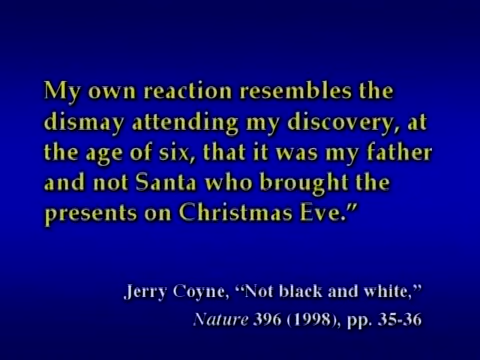 My own reaction resembles the
dismay attending my discovery, at
the age of six, that it was my father
and not Santa who brought the
presents on Christmas Eve.”
Jerry Coyne, “Not black and white,”
Nature 396 (1998), pp. 35-36